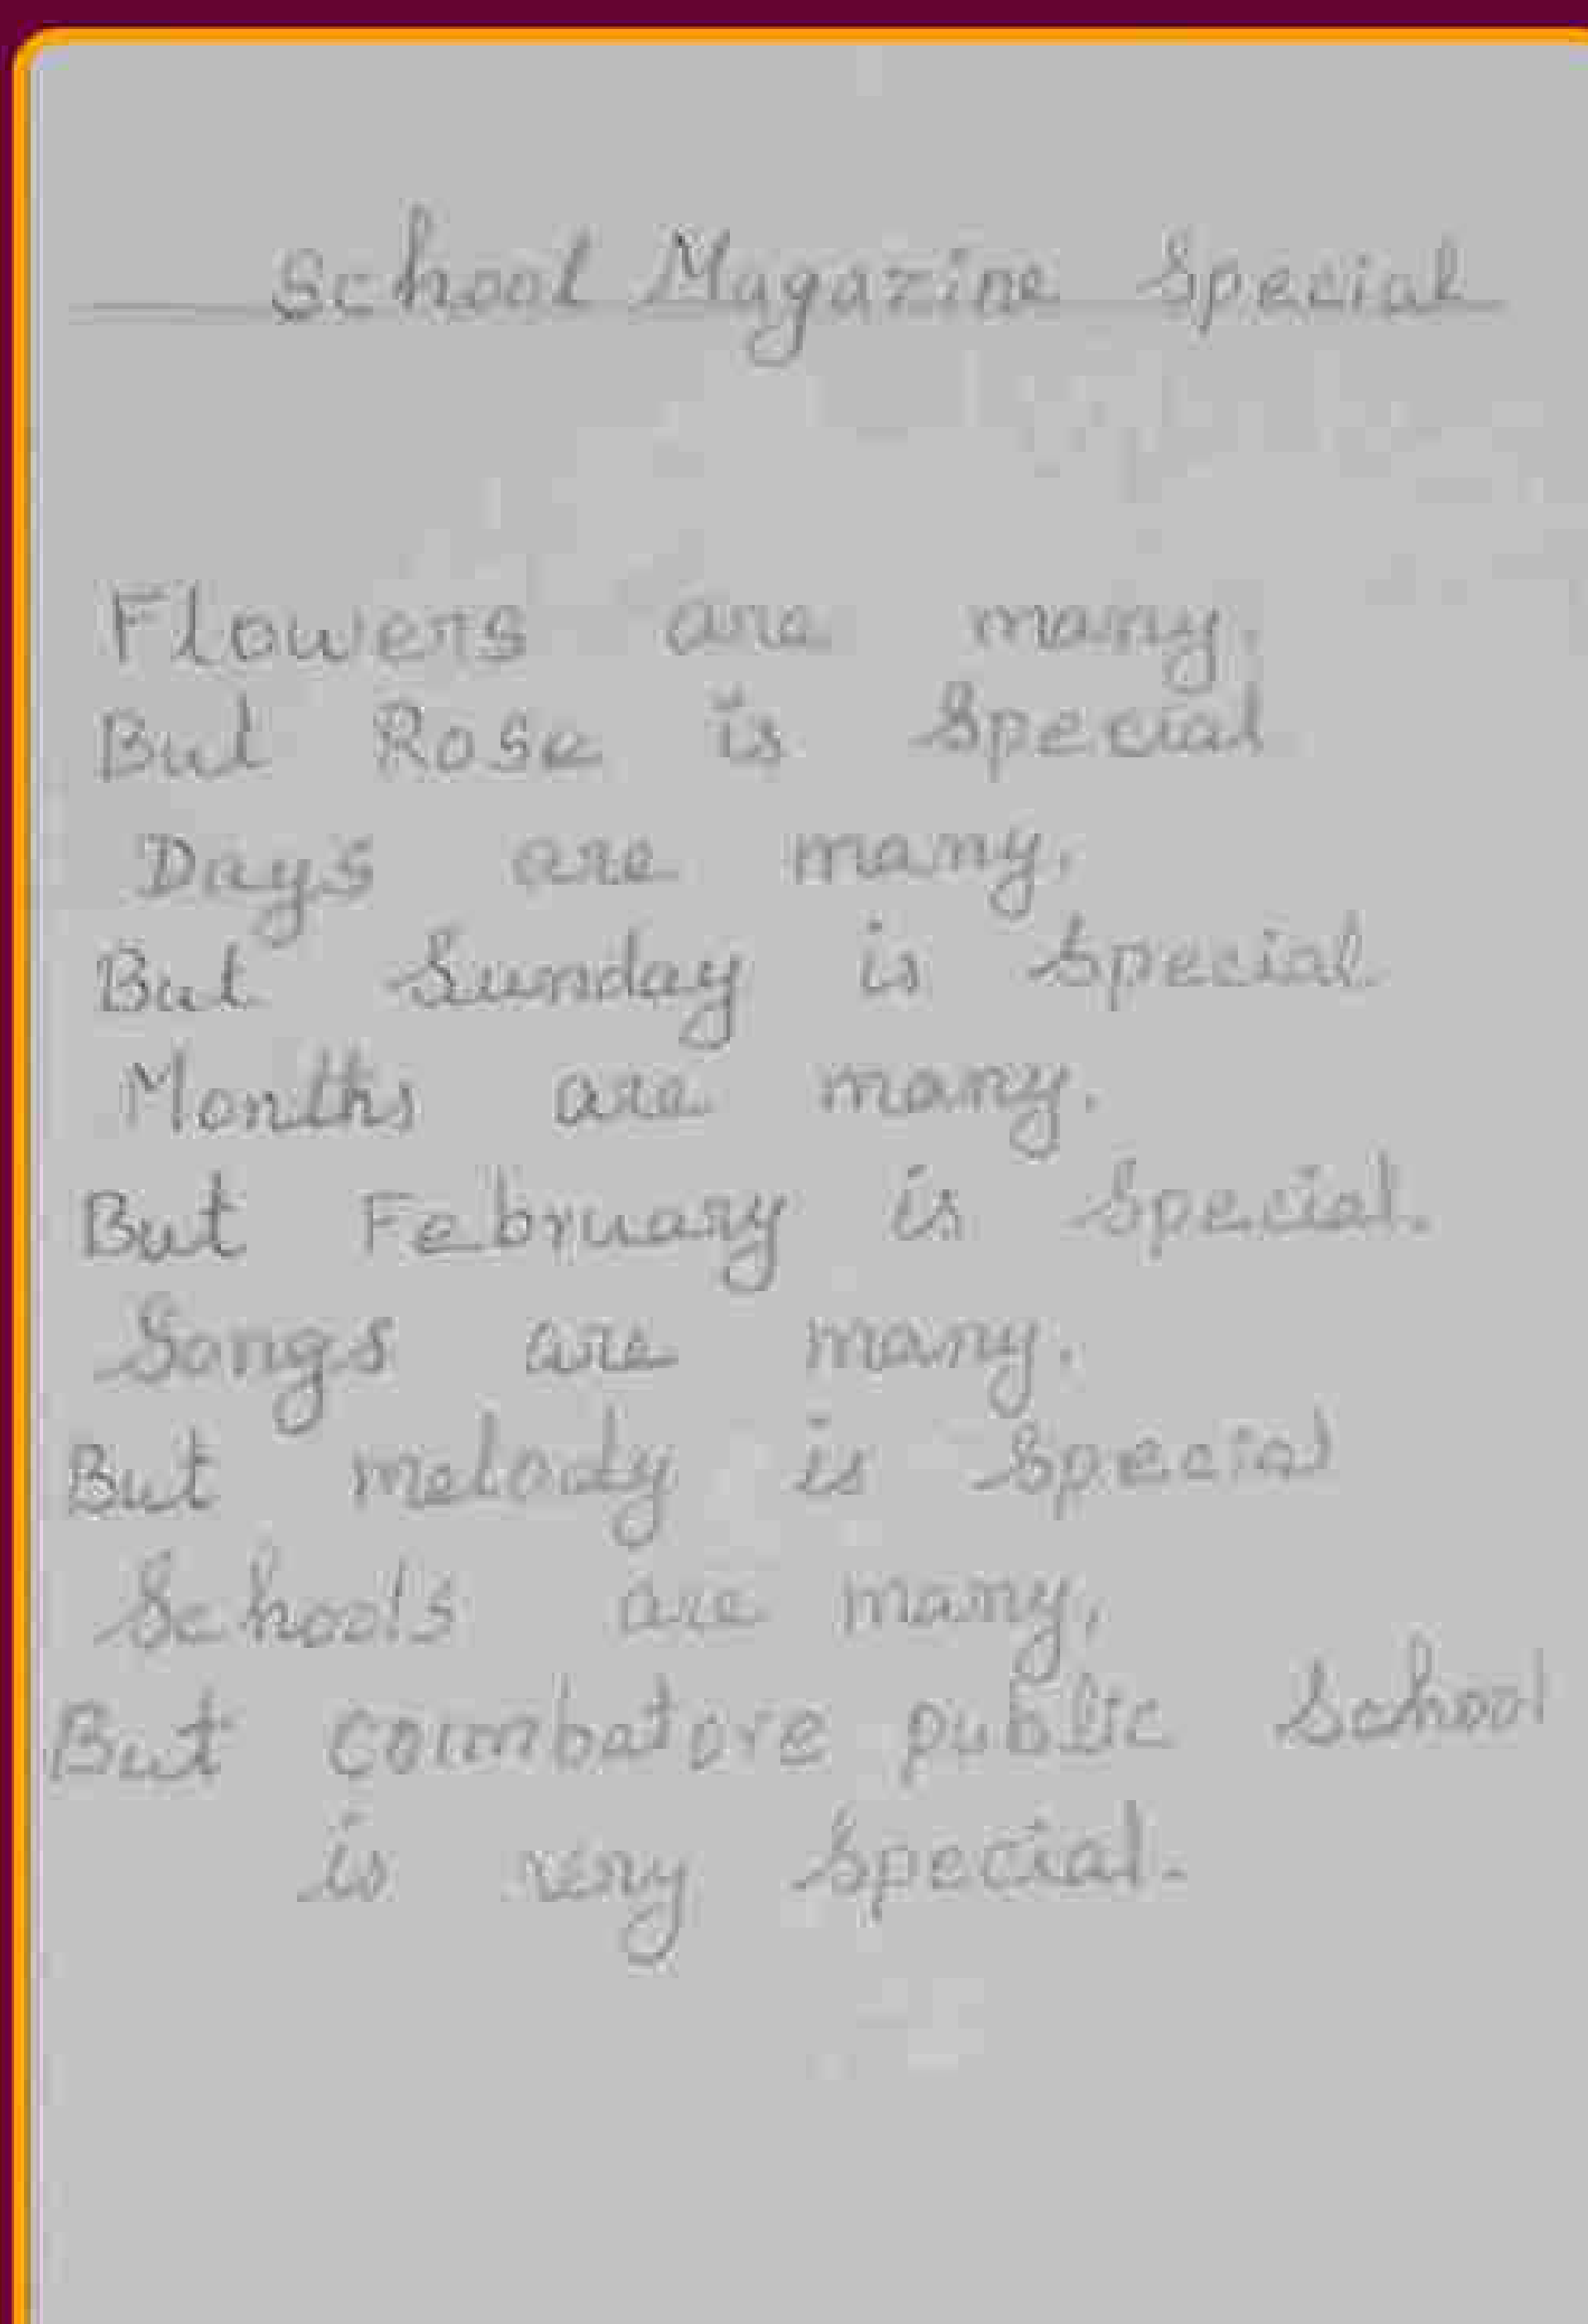 School Magazine Special
Flowers are many.
But Rose is Special
Days are many.
But Sunday is Special.
Months are many.
But February is Special.
Songs are many.
But melody is Special
Schools are many.
But coimbatore public School
is very Special.